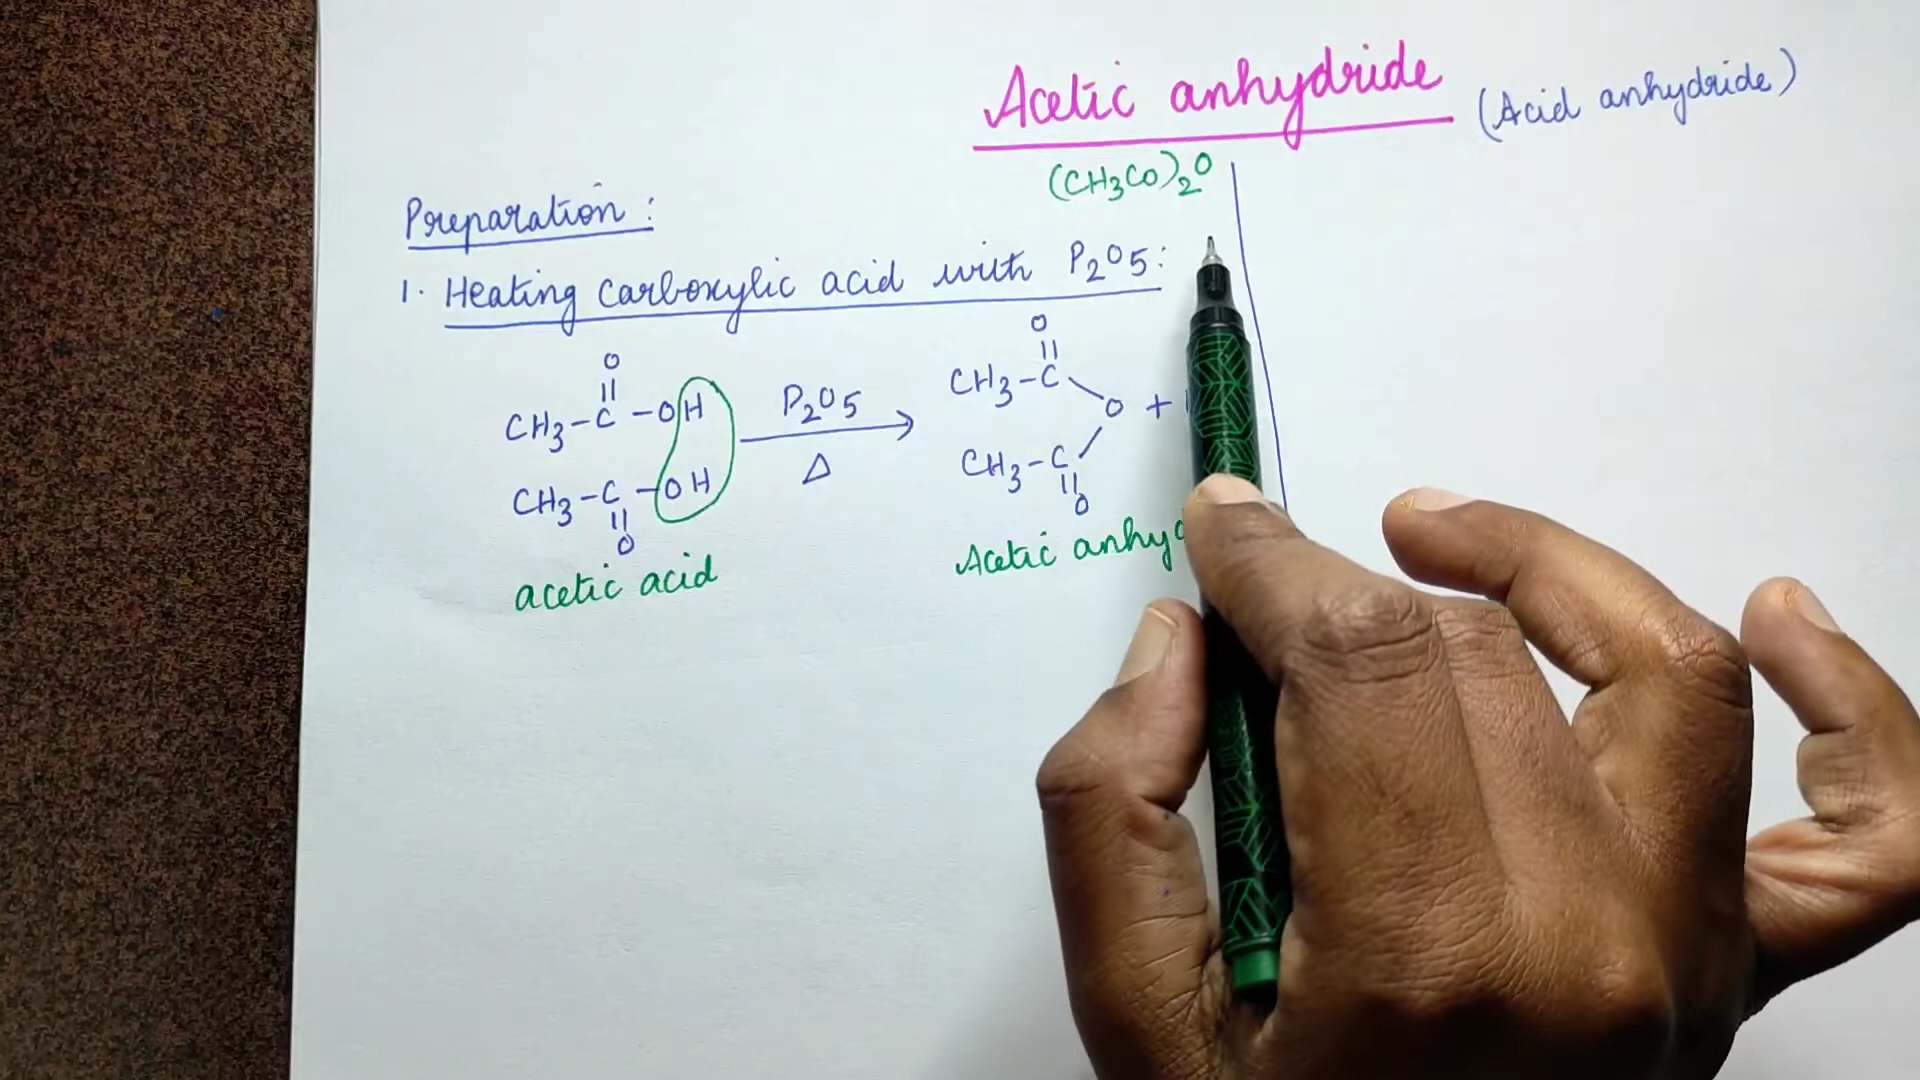 Acetic anhydride (Acid anhydride)
(CH3CO)2O
Preparation:
1. Heating carboxylic acid with P2O5:
O
||
CH3-C-OH
CH3-C-OH
||
O
acetic acid
P2O5
Δ
O
||
CH3-C
O +
CH3-C
||
O
Acetic